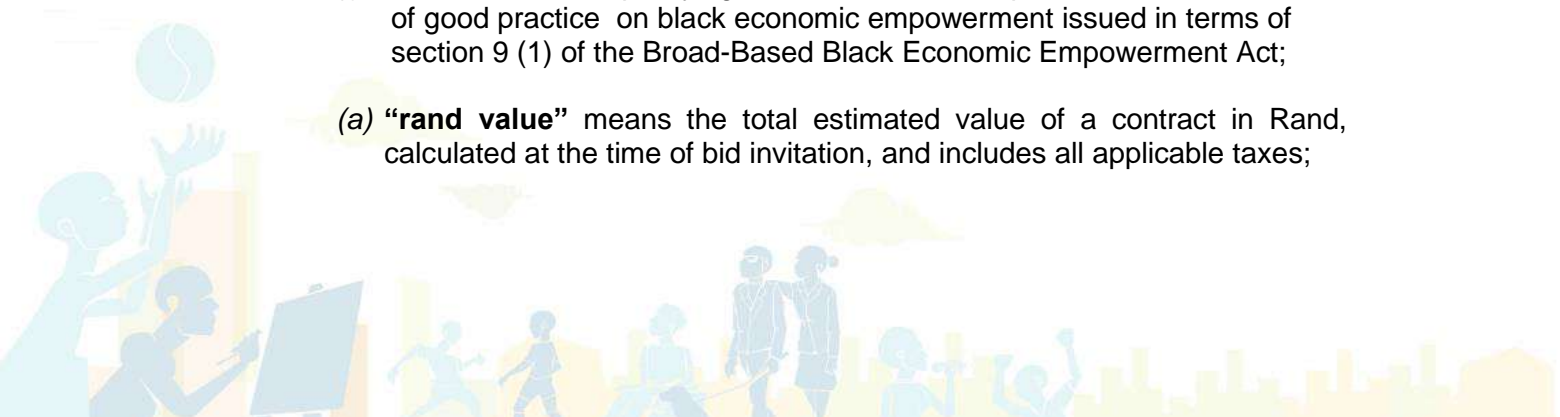 of good practice on black economic empowerment issued in terms of
section 9 (1) of the Broad-Based Black Economic Empowerment Act;
(a) “rand value” means the total estimated value of a contract in Rand,
calculated at the time of bid invitation, and includes all applicable taxes;